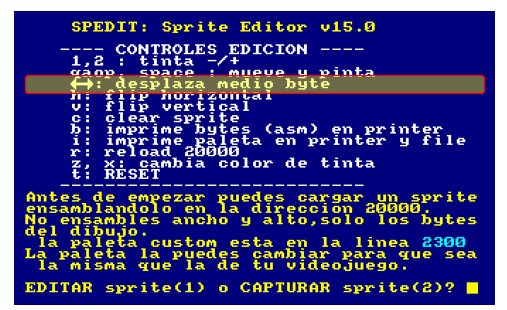 SPEDIT: Sprite Editor v15.0
---- CONTROLES EDICION ----
1,2 : tinta -/+
qaop, space : mueve y pinta
↔: desplaza medio byte
h: flip horizontal
v: flip vertical
c: clear sprite
b: imprime bytes (asm) en printer
i: imprime paleta en printer y file
r: reload 20000
z, x: cambia color de tinta
t: RESET
----------------------------
Antes de empezar puedes cargar un sprite
ensamblandolo en la direccion 20000.
No ensambles ancho y alto,solo los bytes
del dibujo.
la paleta custom esta en la linea 2300
La paleta la puedes cambiar para que sea
la misma que la de tu videojuego.
EDITAR sprite(1) o CAPTURAR sprite(2)?